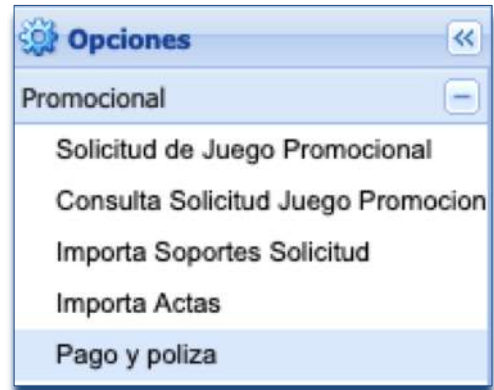 Opciones
Promocional
Solicitud de Juego Promocional
Consulta Solicitud Juego Promocion
Importa Soportes Solicitud
Importa Actas
Pago y poliza